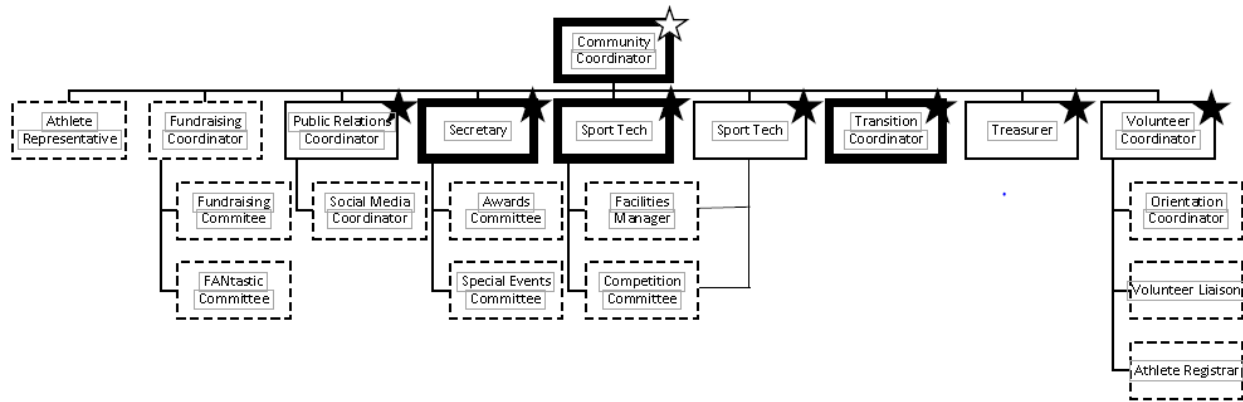 Community
Coordinator
Athlete
Representative
Fundraising
Coordinator
Public Relations
Coordinator
Secretary
Sport Tech
Sport Tech
Transition
Coordinator
Treasurer
Volunteer
Coordinator
Fundraising
Commitee
Social Media
Coordinator
Awards
Committee
Facilities
Manager
Orientation
Coordinator
FANtastic
Committee
Special Events
Committee
Competition
Committee
Volunteer Liaison
Athlete Registrar